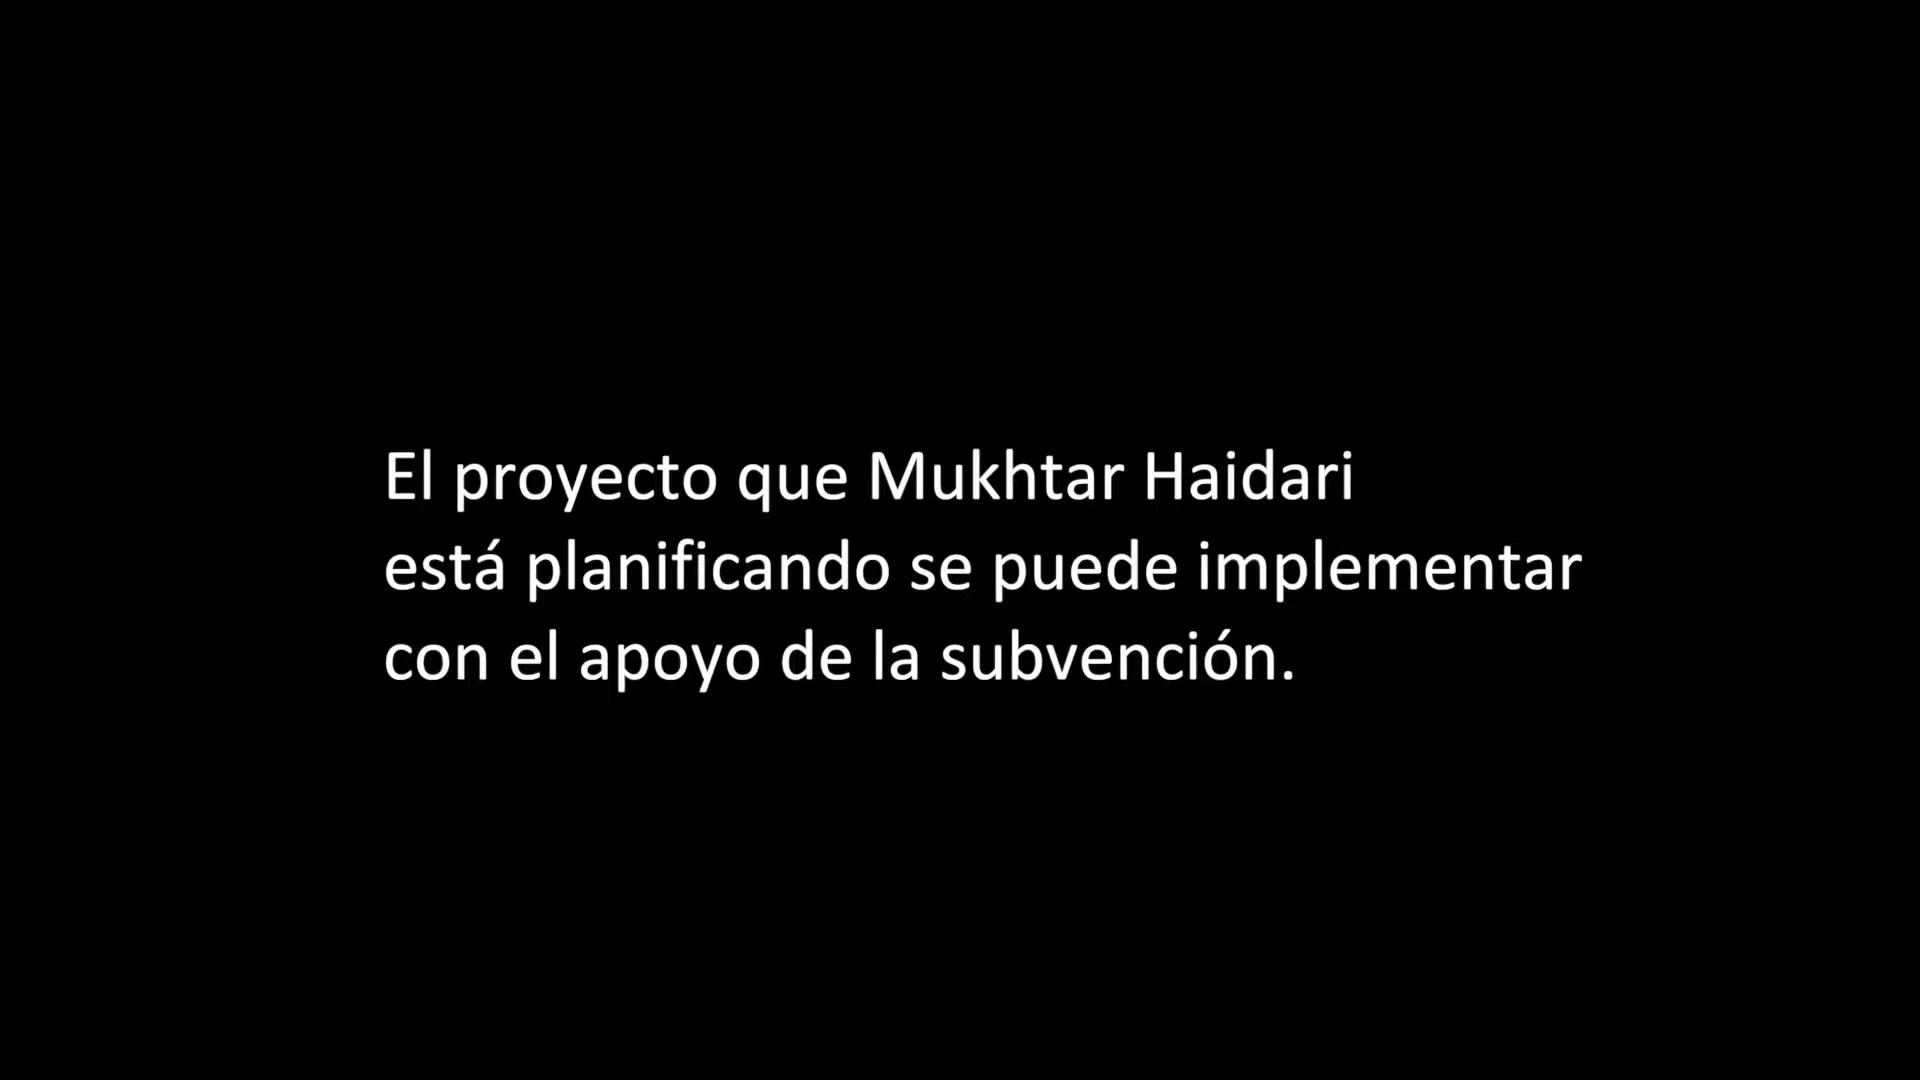 El proyecto que Mukhtar Haidari
está planificando se puede implementar
con el apoyo de la subvención.